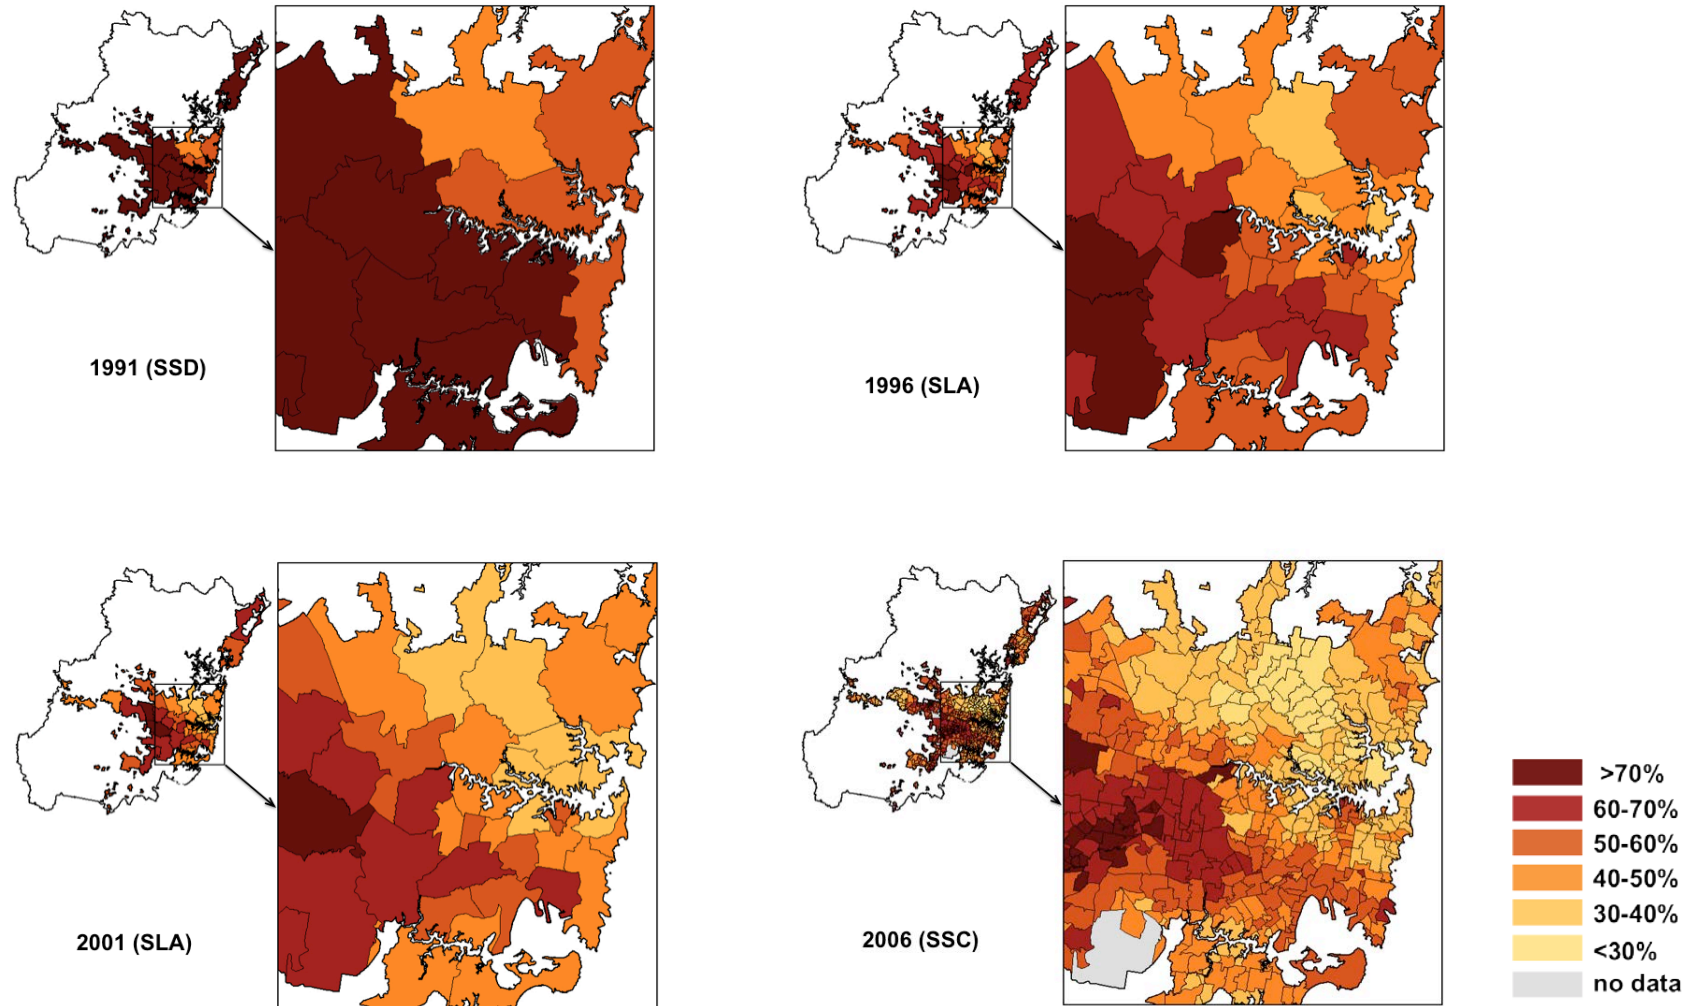 1991 (SSD)
1996 (SLA)
2001 (SLA)
2006 (SSC)
>70%
60-70%
50-60%
40-50%
30-40%
<30%
no data